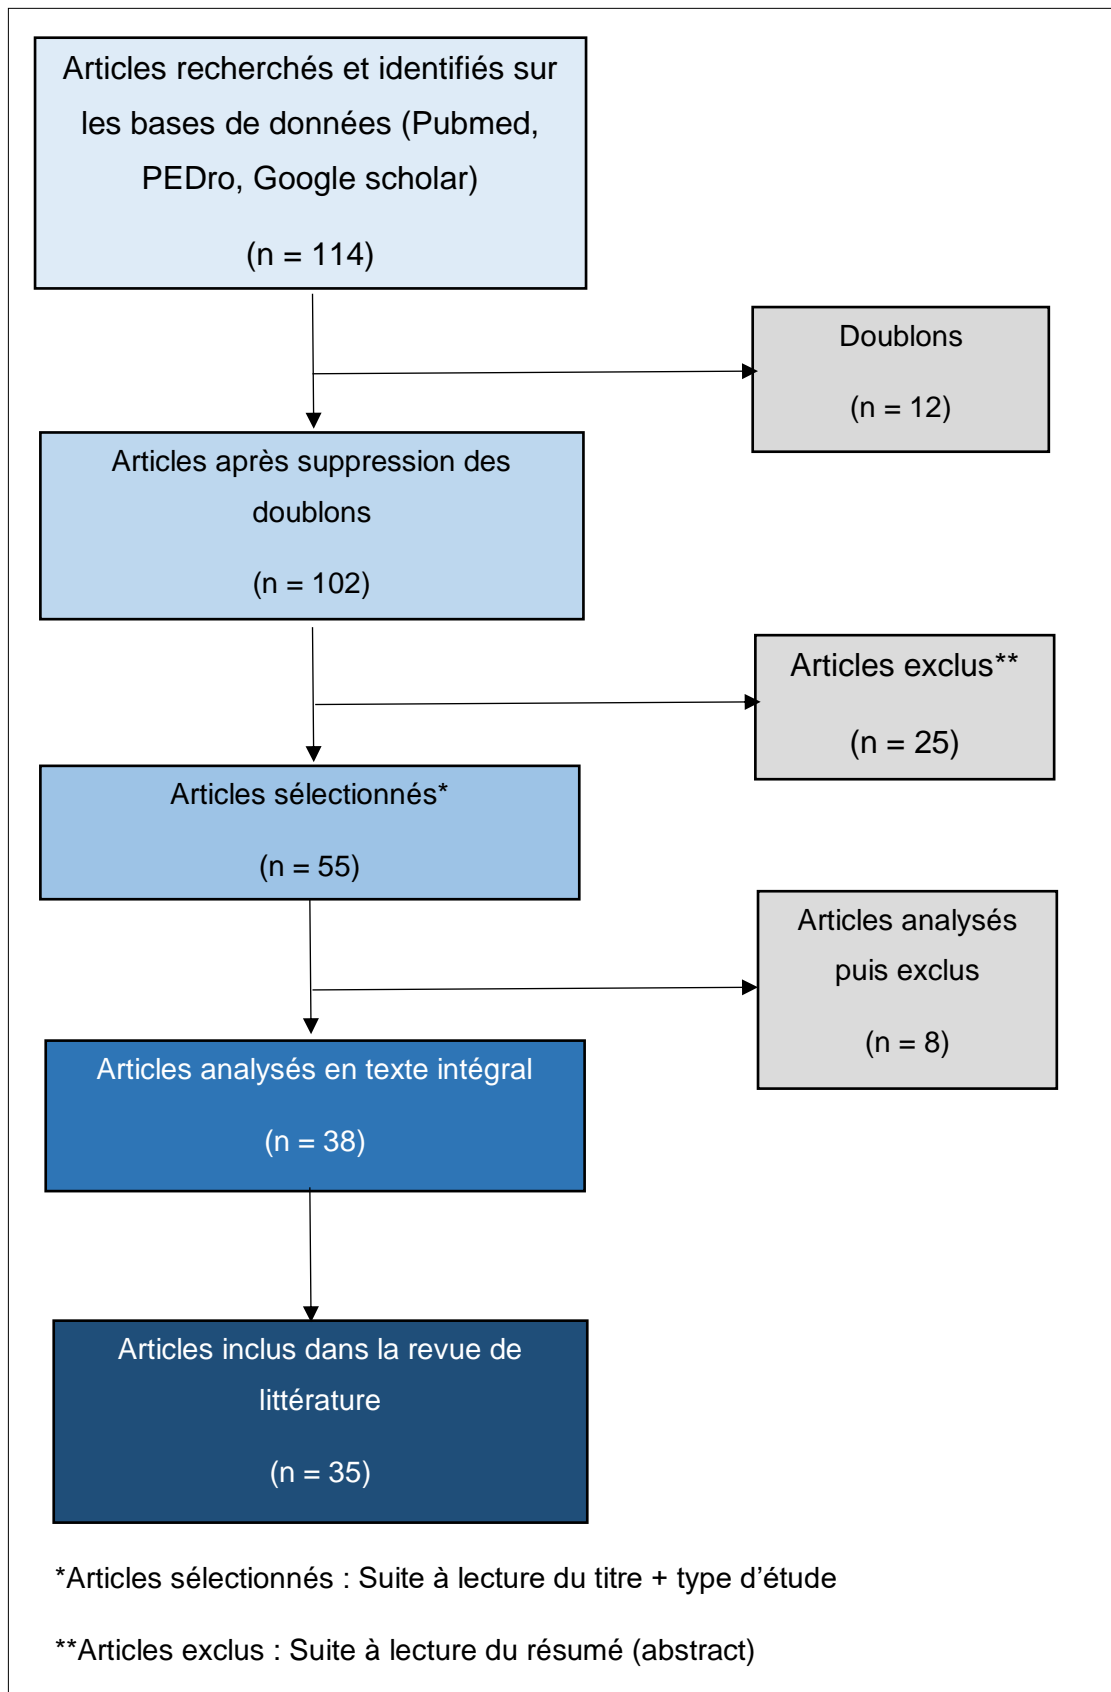 Articles recherchés et identifiés sur
les bases de données (Pubmed,
PEDro, Google scholar)
(n = 114)
Doublons
(n = 12)
Articles après suppression des
doublons
(n = 102)
Articles exclus**
(n = 25)
Articles sélectionnés*
(n = 55)
Articles analysés
puis exclus
(n = 8)
Articles analysés en texte intégral
(n = 38)
Articles inclus dans la revue de
littérature
(n = 35)
*Articles sélectionnés : Suite à lecture du titre + type d’étude
**Articles exclus : Suite à lecture du résumé (abstract)